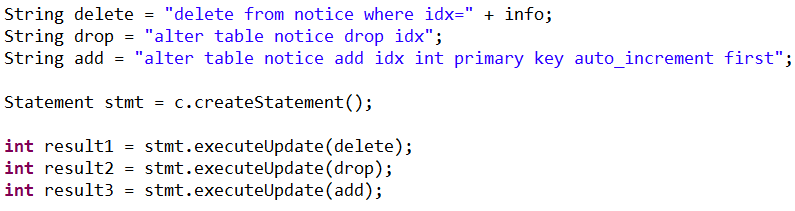 String delete = "delete from notice where idx=" + info;
String drop = "alter table notice drop idx";
String add = "alter table notice add idx int primary key auto_increment first";
Statement stmt = c.createStatement();
int result1 = stmt.executeUpdate(delete);
int result2 = stmt.executeUpdate(drop);
int result3 = stmt.executeUpdate(add);